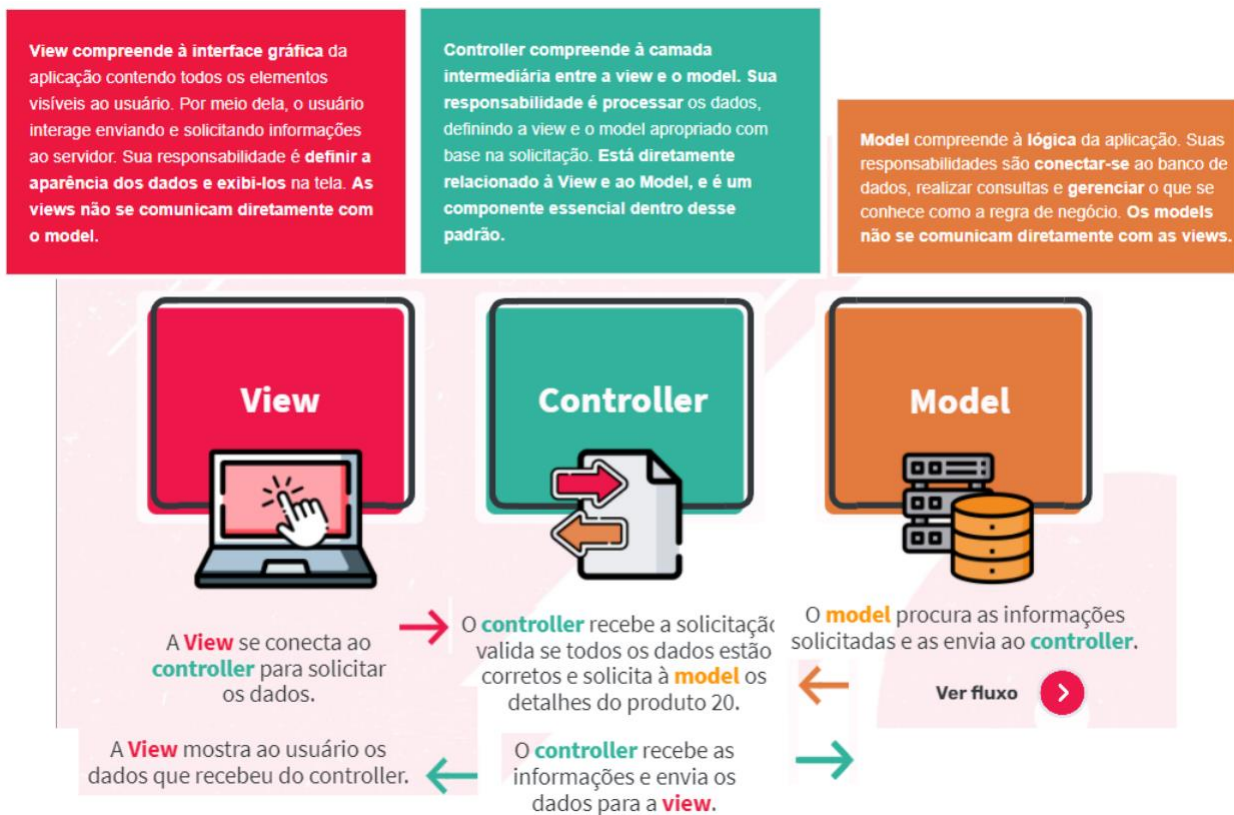 View compreende à interface gráfica da
aplicação contendo todos os elementos
visíveis ao usuário. Por meio dela, o usuário
interage enviando e solicitando informações
ao servidor. Sua responsabilidade é definir a
aparência dos dados e exibi-los na tela. As
views não se comunicam diretamente com
o model.
Controller compreende à camada
intermediária entre a view e o model. Sua
responsabilidade é processar os dados,
definindo a view e o model apropriado com
base na solicitação. Está diretamente
relacionado à View e ao Model, e é um
componente essencial dentro desse
padrão.
Model compreende à lógica da aplicação. Suas
responsabilidades são conectar-se ao banco de
dados, realizar consultas e gerenciar o que se
conhece como a regra de negócio. Os models
não se comunicam diretamente com as views.
View
Controller
Model
A View se conecta ao
controller para solicitar
os dados.
O controller recebe a solicitaçã
valida se todos os dados estão
corretos e solicita à model os
detalhes do produto 20.
O model procura as informações
solicitadas e as envia ao controller.
Ver fluxo
A View mostra ao usuário os
dados que recebeu do controller.
O controller recebe as
informações e envia os
dados para a view.